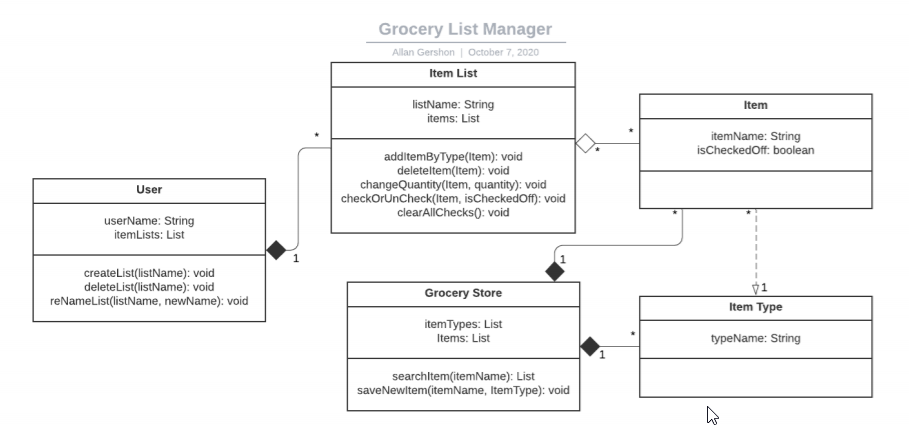 Grocery List Manager
Allan Gershon | October 7, 2020
Item List
listName: String
items: List
addItemByType(Item): void
deleteItem(Item): void
changeQuantity(Item, quantity): void
checkOrUnCheck(Item, isCheckedOff): void
clearAllChecks(): void
*
*
*
Item
itemName: String
isCheckedOff: boolean
User
userName: String
itemLists: List
createList(listName): void
deleteList(listName): void
reNameList(listName, newName): void
1
*
*
1
1
Grocery Store
itemTypes: List
Items: List
searchItem(itemName): List
saveNewItem(itemName, ItemType): void
*
1
Item Type
typeName: String